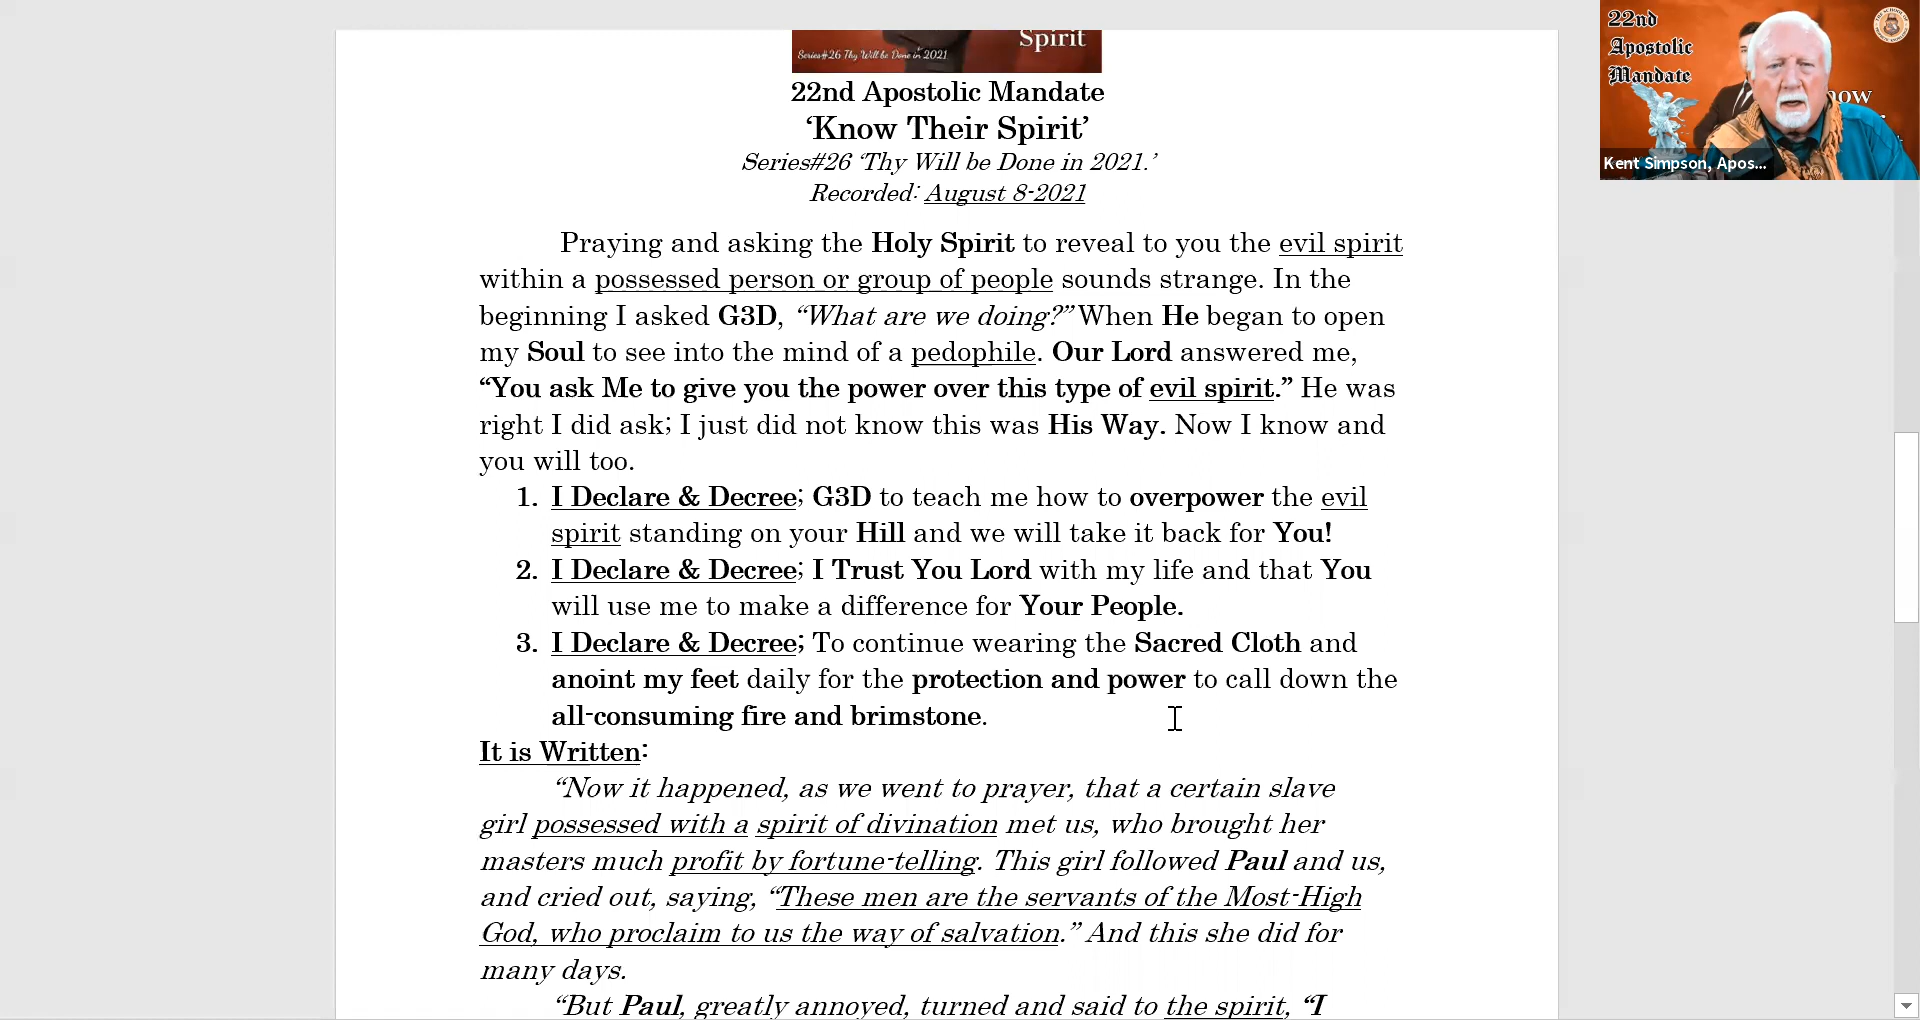 Spirit
Series#26 Thy Will be Done in 2021
22nd Apostolic Mandate
‘Know Their Spirit’
Series#26 ‘Thy Will be Done in 2021.’
Recorded: August 8-2021
Praying and asking the Holy Spirit to reveal to you the evil spirit
within a possessed person or group of people sounds strange. In the
beginning I asked G3D, “What are we doing?” When He began to open
my Soul to see into the mind of a pedophile. Our Lord answered me,
“You ask Me to give you the power over this type of evil spirit.” He was
right I did ask; I just did not know this was His Way. Now I know and
you will too.
1. I Declare & Decree; G3D to teach me how to overpower the evil
spirit standing on your Hill and we will take it back for You!
2. I Declare & Decree; I Trust You Lord with my life and that You
will use me to make a difference for Your People.
3. I Declare & Decree; To continue wearing the Sacred Cloth and
anoint my feet daily for the protection and power to call down the
all-consuming fire and brimstone.
It is Written:
“Now it happened, as we went to prayer, that a certain slave
girl possessed with a spirit of divination met us, who brought her
masters much profit by fortune-telling. This girl followed Paul and us,
and cried out, saying, “These men are the servants of the Most-High
God, who proclaim to us the way of salvation.” And this she did for
many days.
“But Paul, greatly annoyed, turned and said to the spirit, “I
22nd
Apostolic
Mandate
now
Kent Simpson, Apos...